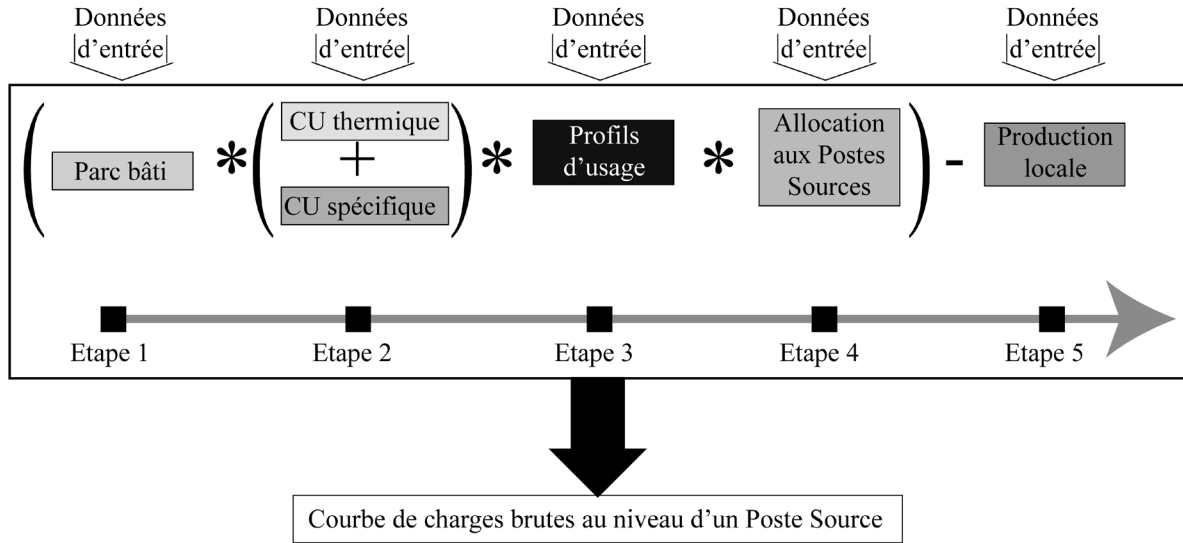 Données
d'entrée
Données
d'entrée
Données
d'entrée
Données
d'entrée
Données
d'entrée
(
Parc bâti
*
(
CU thermique
+
CU spécifique
)
*
Profils
d'usage
*
Allocation
aux Postes
Sources
)
-
Production
locale
Etape 1
Etape 2
Etape 3
Etape 4
Etape 5
Courbe de charges brutes au niveau d'un Poste Source